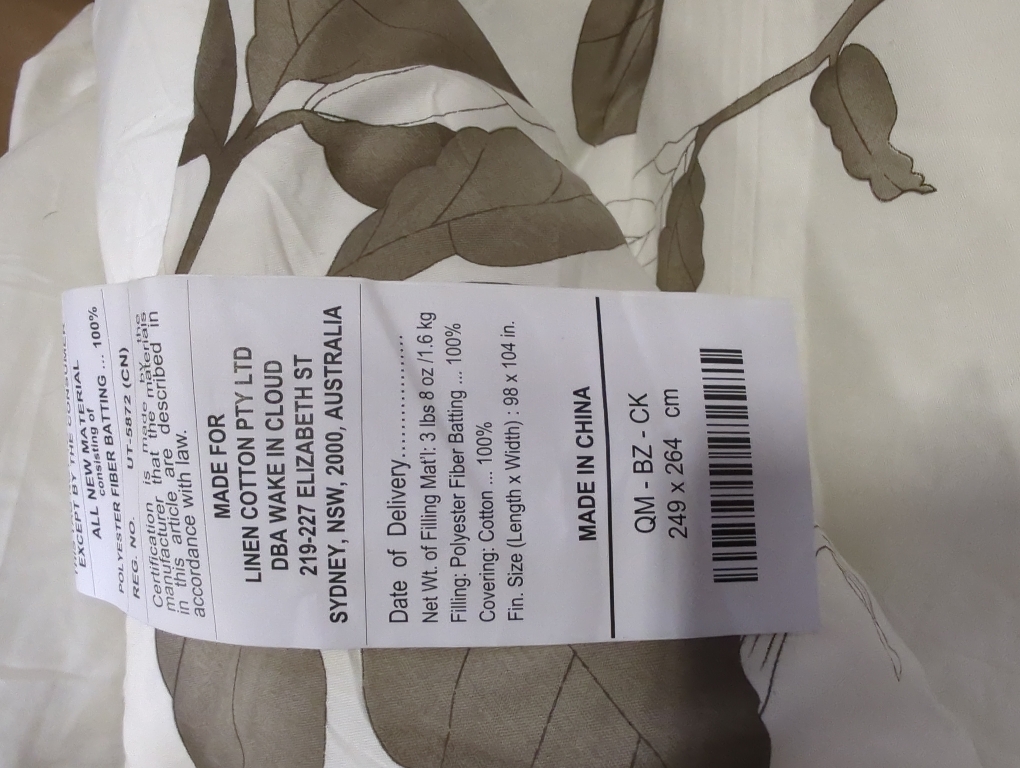 EXCEPT BY THE CONSUMER
ALL NEW MATERIAL
consisting of
POLYESTER FIBER BATTING ... 100%
REG. NO. UT-5872 (CN)
Certification is made by the
manufacturer that the materials
in this article are described in
accordance with law.
MADE FOR
LINEN COTTON PTY LTD
DBA WAKE IN CLOUD
219-227 ELIZABETH ST
SYDNEY, NSW, 2000, AUSTRALIA
Date of Delivery..................
Net Wt. of Filling Mat'l: 3 lbs 8 oz /1.6 kg
Filling: Polyester Fiber Batting ... 100%
Covering: Cotton ... 100%
Fin. Size (Length x Width) : 98 x 104 in.
MADE IN CHINA
QM - BZ - CK
249 x 264 cm